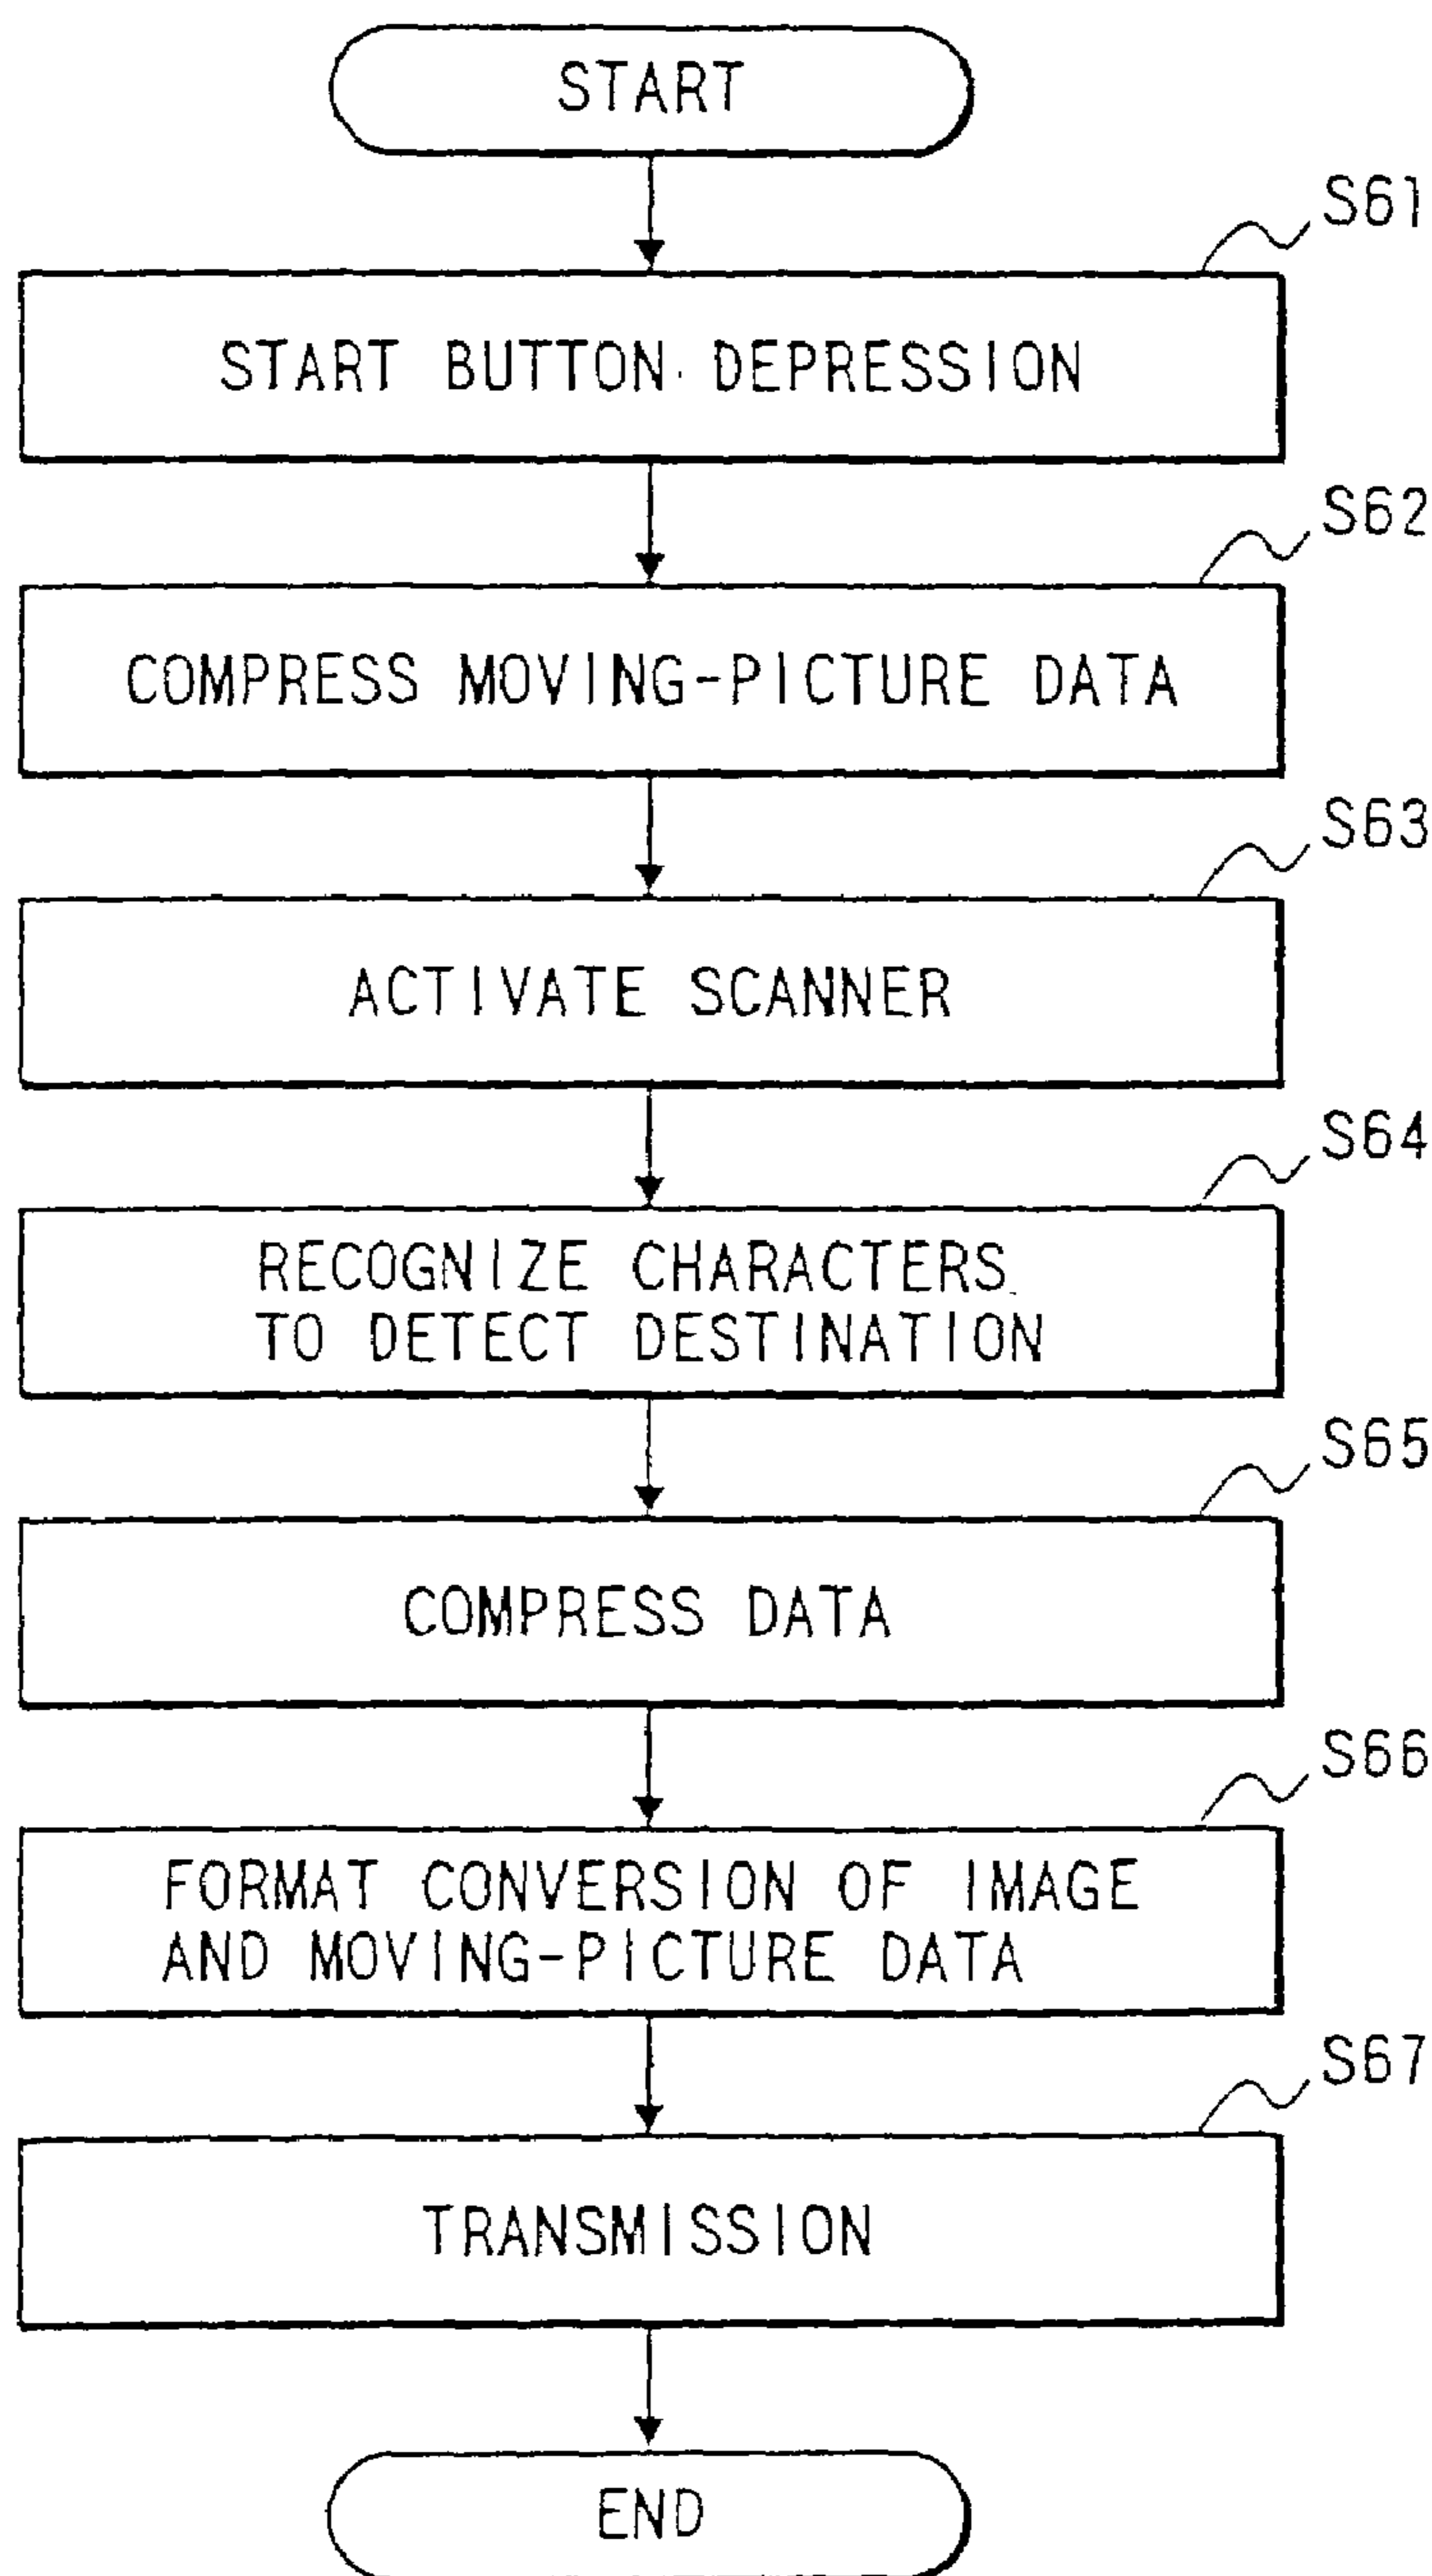 START
S61
START BUTTON DEPRESSION
S62
COMPRESS MOVING-PICTURE DATA
S63
ACTIVATE SCANNER
S64
RECOGNIZE CHARACTERS
TO DETECT DESTINATION
S65
COMPRESS DATA
S66
FORMAT CONVERSION OF IMAGE
AND MOVING-PICTURE DATA
S67
TRANSMISSION
END